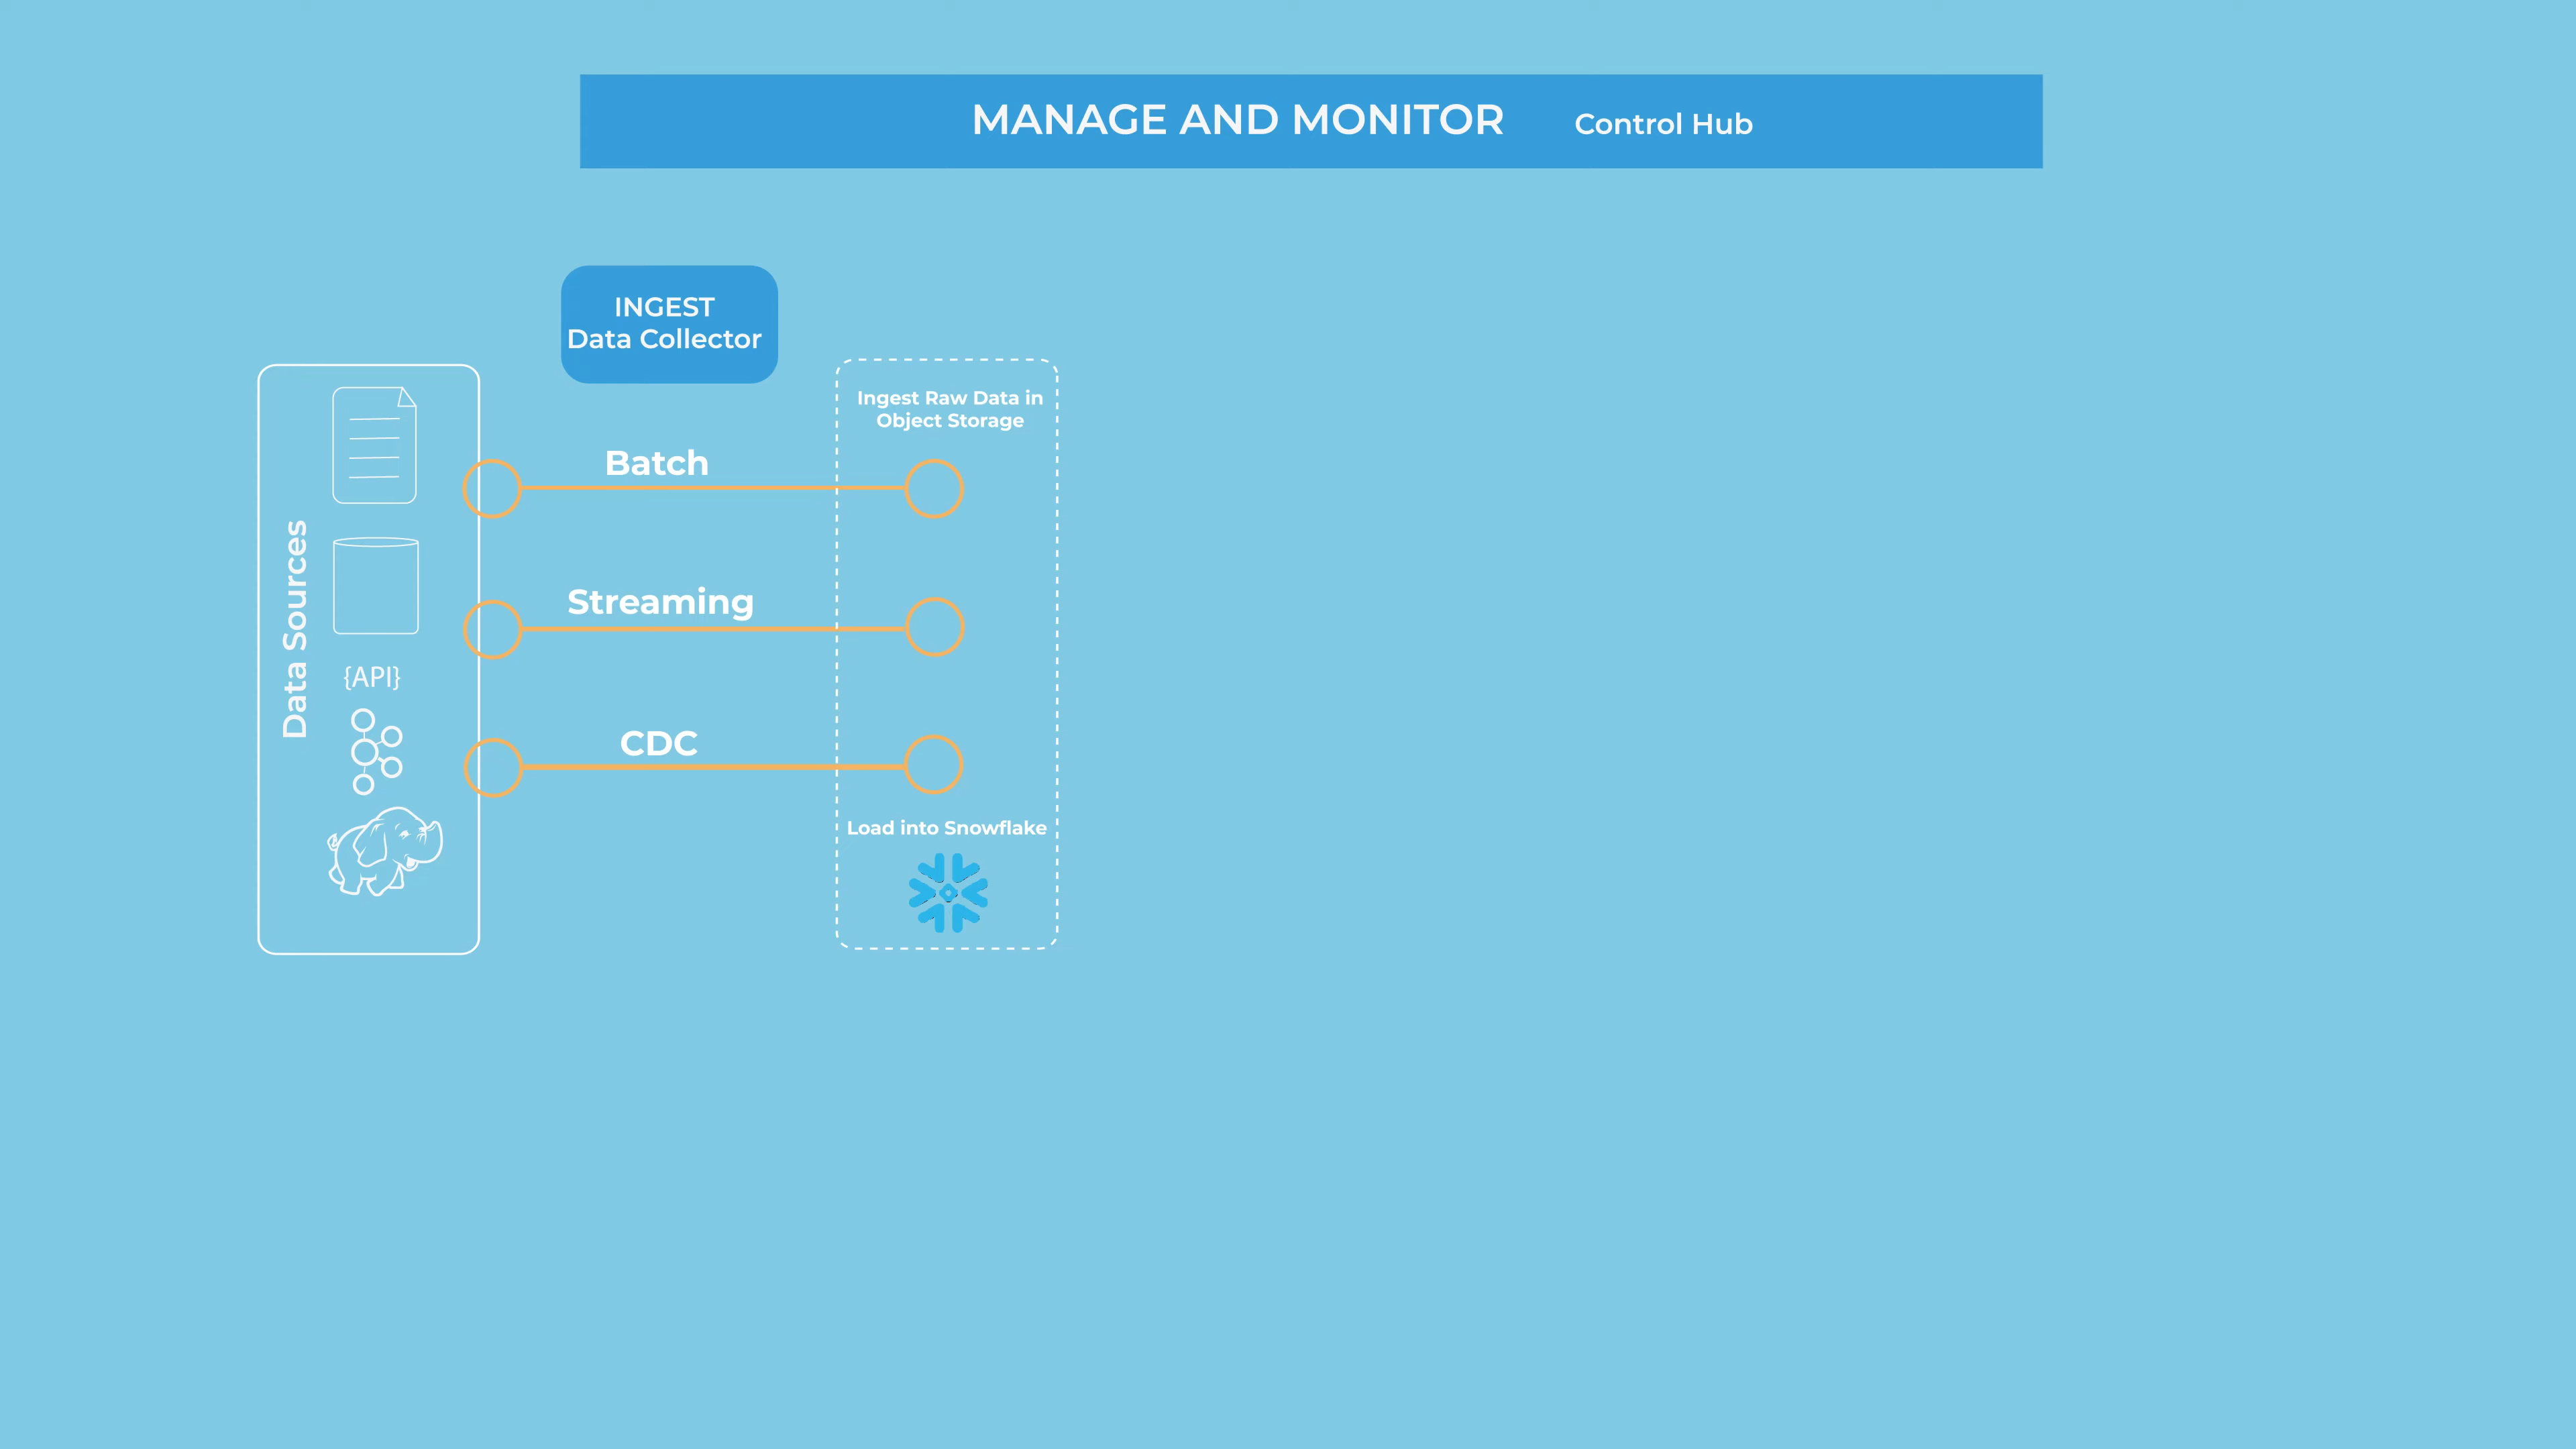 MANAGE AND MONITOR Control Hub
INGEST
Data Collector
Data Sources
{API}
Batch
Streaming
CDC
Ingest Raw Data in
Object Storage
Load into Snowflake